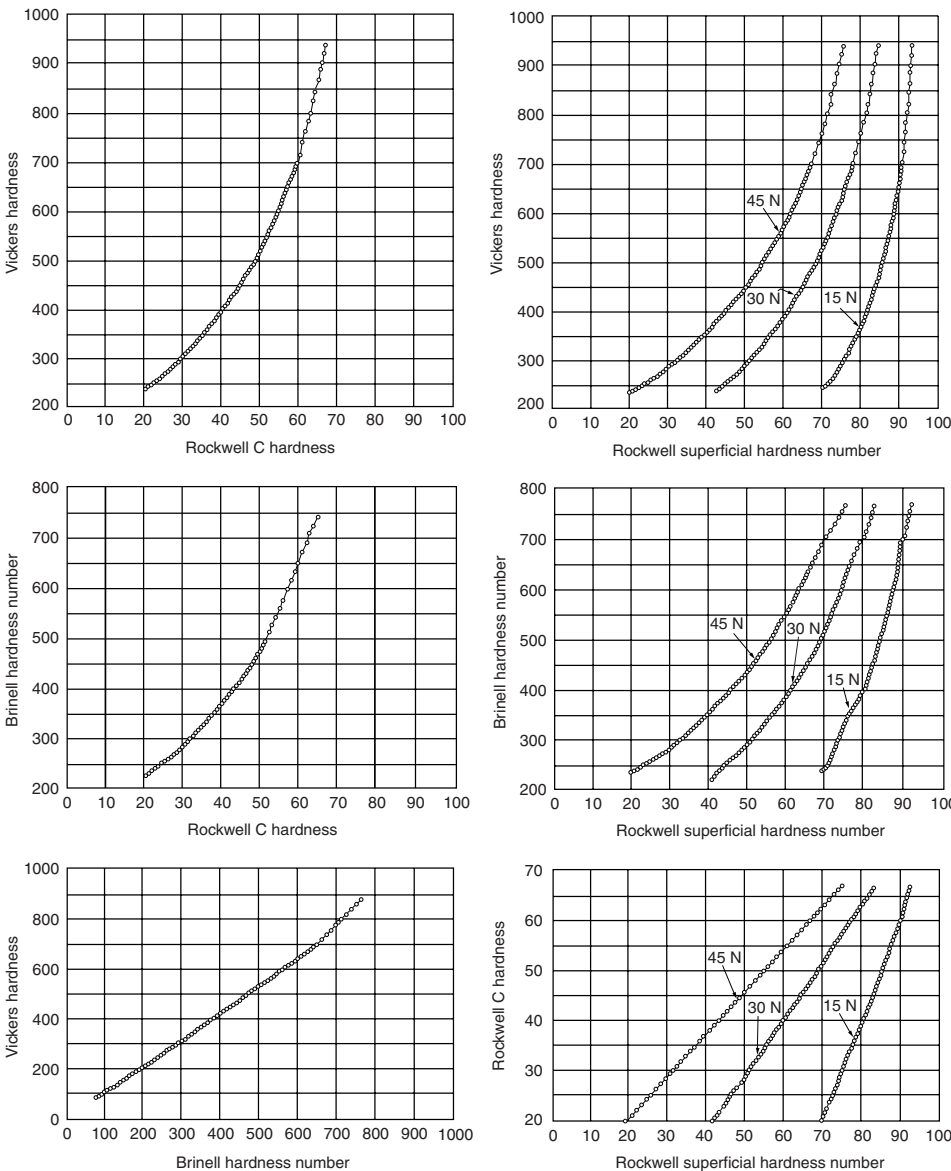 1000
900
800
700
600
500
400
300
200
Vickers hardness
0 10 20 30 40 50 60 70 80 90 100
Rockwell C hardness
1000
900
800
700
600
500
400
300
200
Vickers hardness
45 N
30 N
15 N
0 10 20 30 40 50 60 70 80 90 100
Rockwell superficial hardness number
800
700
600
500
400
300
200
Brinell hardness number
0 10 20 30 40 50 60 70 80 90 100
Rockwell C hardness
800
700
600
500
400
300
200
Brinell hardness number
45 N
30 N
15 N
0 10 20 30 40 50 60 70 80 90 100
Rockwell superficial hardness number
1000
800
600
400
200
100
0
Vickers hardness
0 100 200 300 400 500 600 700 800 900 1000
Brinell hardness number
70
60
50
40
30
20
Rockwell C hardness
45 N
30 N
15 N
0 10 20 30 40 50 60 70 80 90 100
Rockwell superficial hardness number